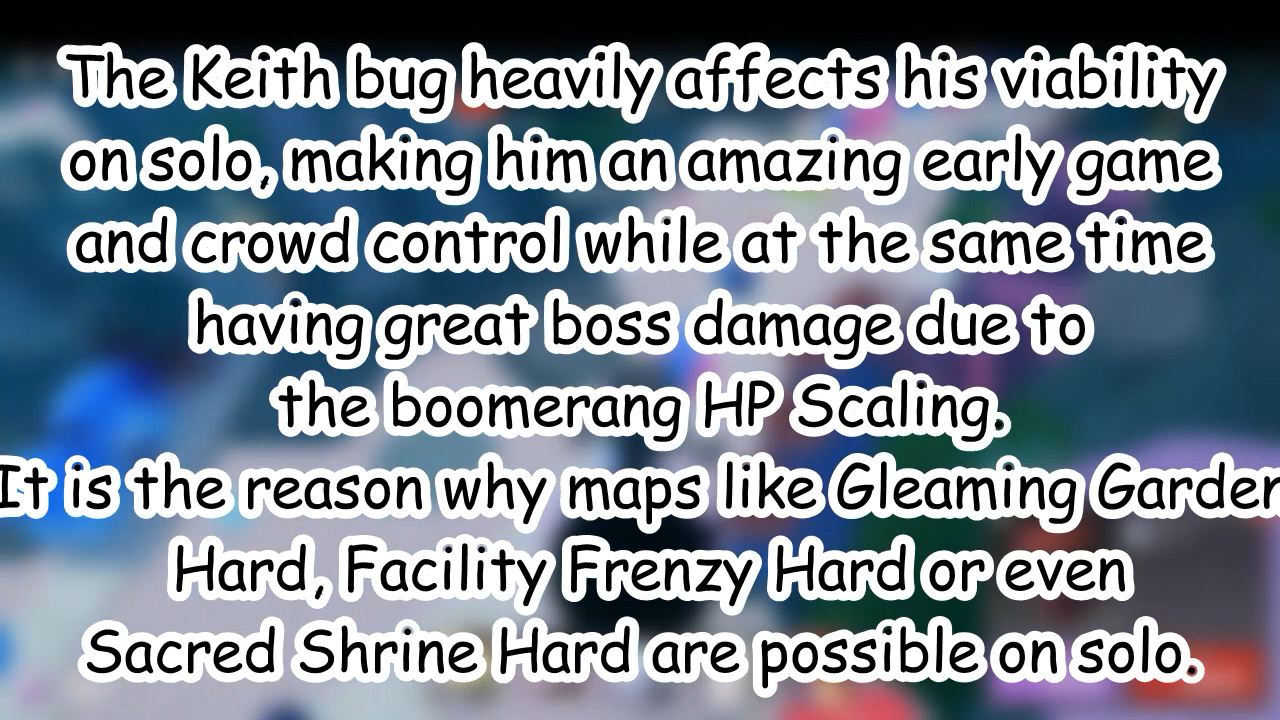 The Keith bug heavily affects his viability
on solo, making him an amazing early game
and crowd control while at the same time
having great boss damage due to
the boomerang HP Scaling.
It is the reason why maps like Gleaming Garden
Hard, Facility Frenzy Hard or even
Sacred Shrine Hard are possible on solo.